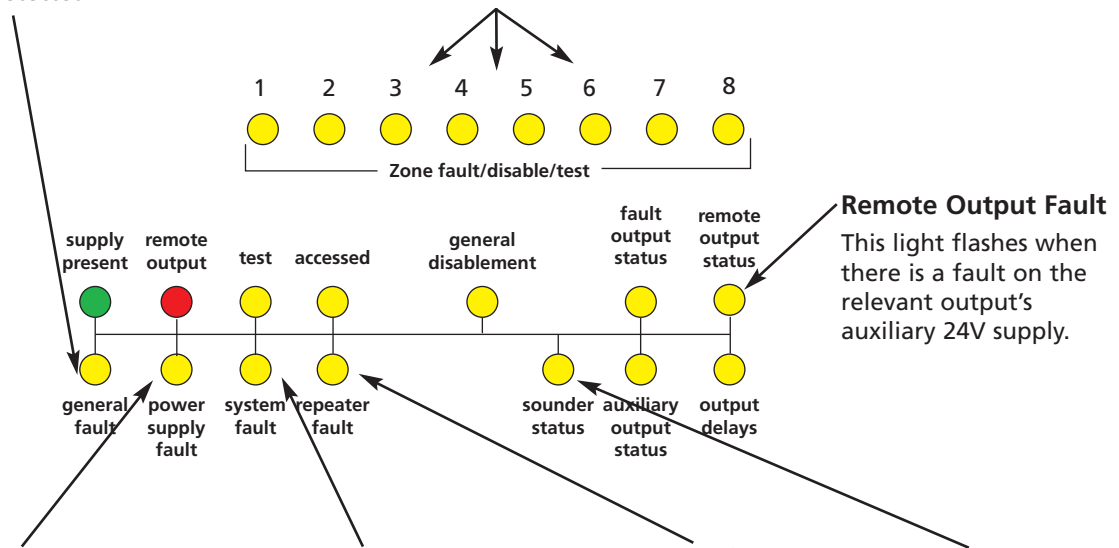 1 2 3 4 5 6 7 8
Zone fault/disable/test
supply
present
remote
output
test
accessed
general
disablement
fault
output
status
remote
output
status
Remote Output Fault
This light flashes when
there is a fault on the
relevant output's
auxiliary 24V supply.
general
fault
power
supply
fault
system
fault
repeater
fault
sounder
status
auxiliary
output
status
output
delays